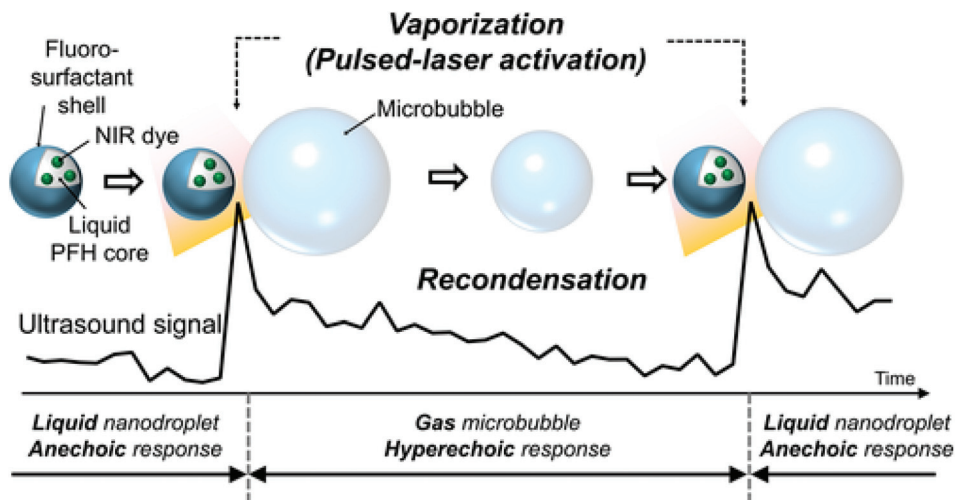 Vaporization
(Pulsed-laser activation)
Fluoro-
surfactant
shell
NIR dye
Liquid
PFH core
Microbubble
Recondensation
Ultrasound signal
Time
Liquid nanodroplet
Anechoic response
Gas microbubble
Hyperechoic response
Liquid nanodroplet
Anechoic response